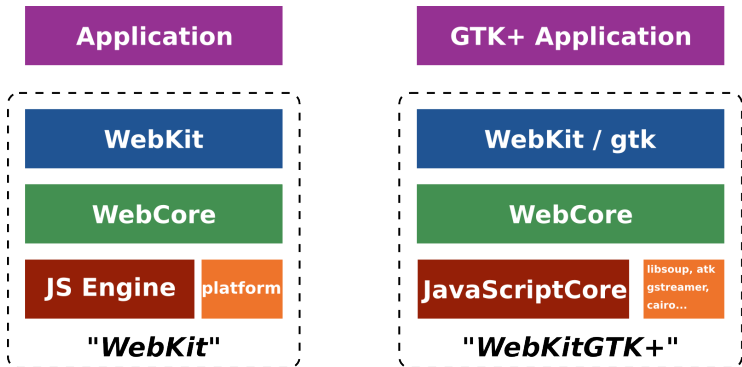 Application
WebKit
WebCore
JS Engine
platform
"WebKit"
GTK+ Application
WebKit / gtk
WebCore
JavaScriptCore
libsoup, atk
gstreamer,
cairo...
"WebKitGTK+"